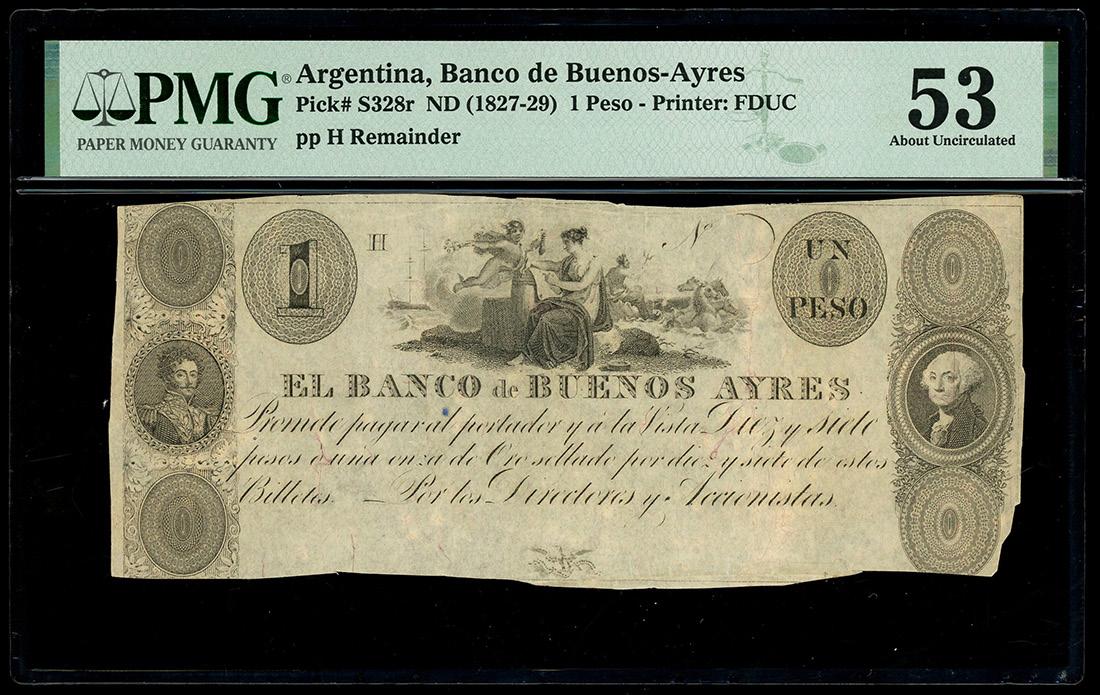 PMG ®
PAPER MONEY GUARANTY
Argentina, Banco de Buenos-Ayres
Pick# S328r ND (1827-29) 1 Peso - Printer: FDUC
pp H Remainder
53
About Uncirculated
1
H
No
UN
PESO
EL BANCO de BUENOS AYRES
Promete pagar al portador y á la Vista Diez y siete
pesos ó una onza de Oro sellado por diez y siete de estos
Billetes. — Por los Directores y Accionistas.